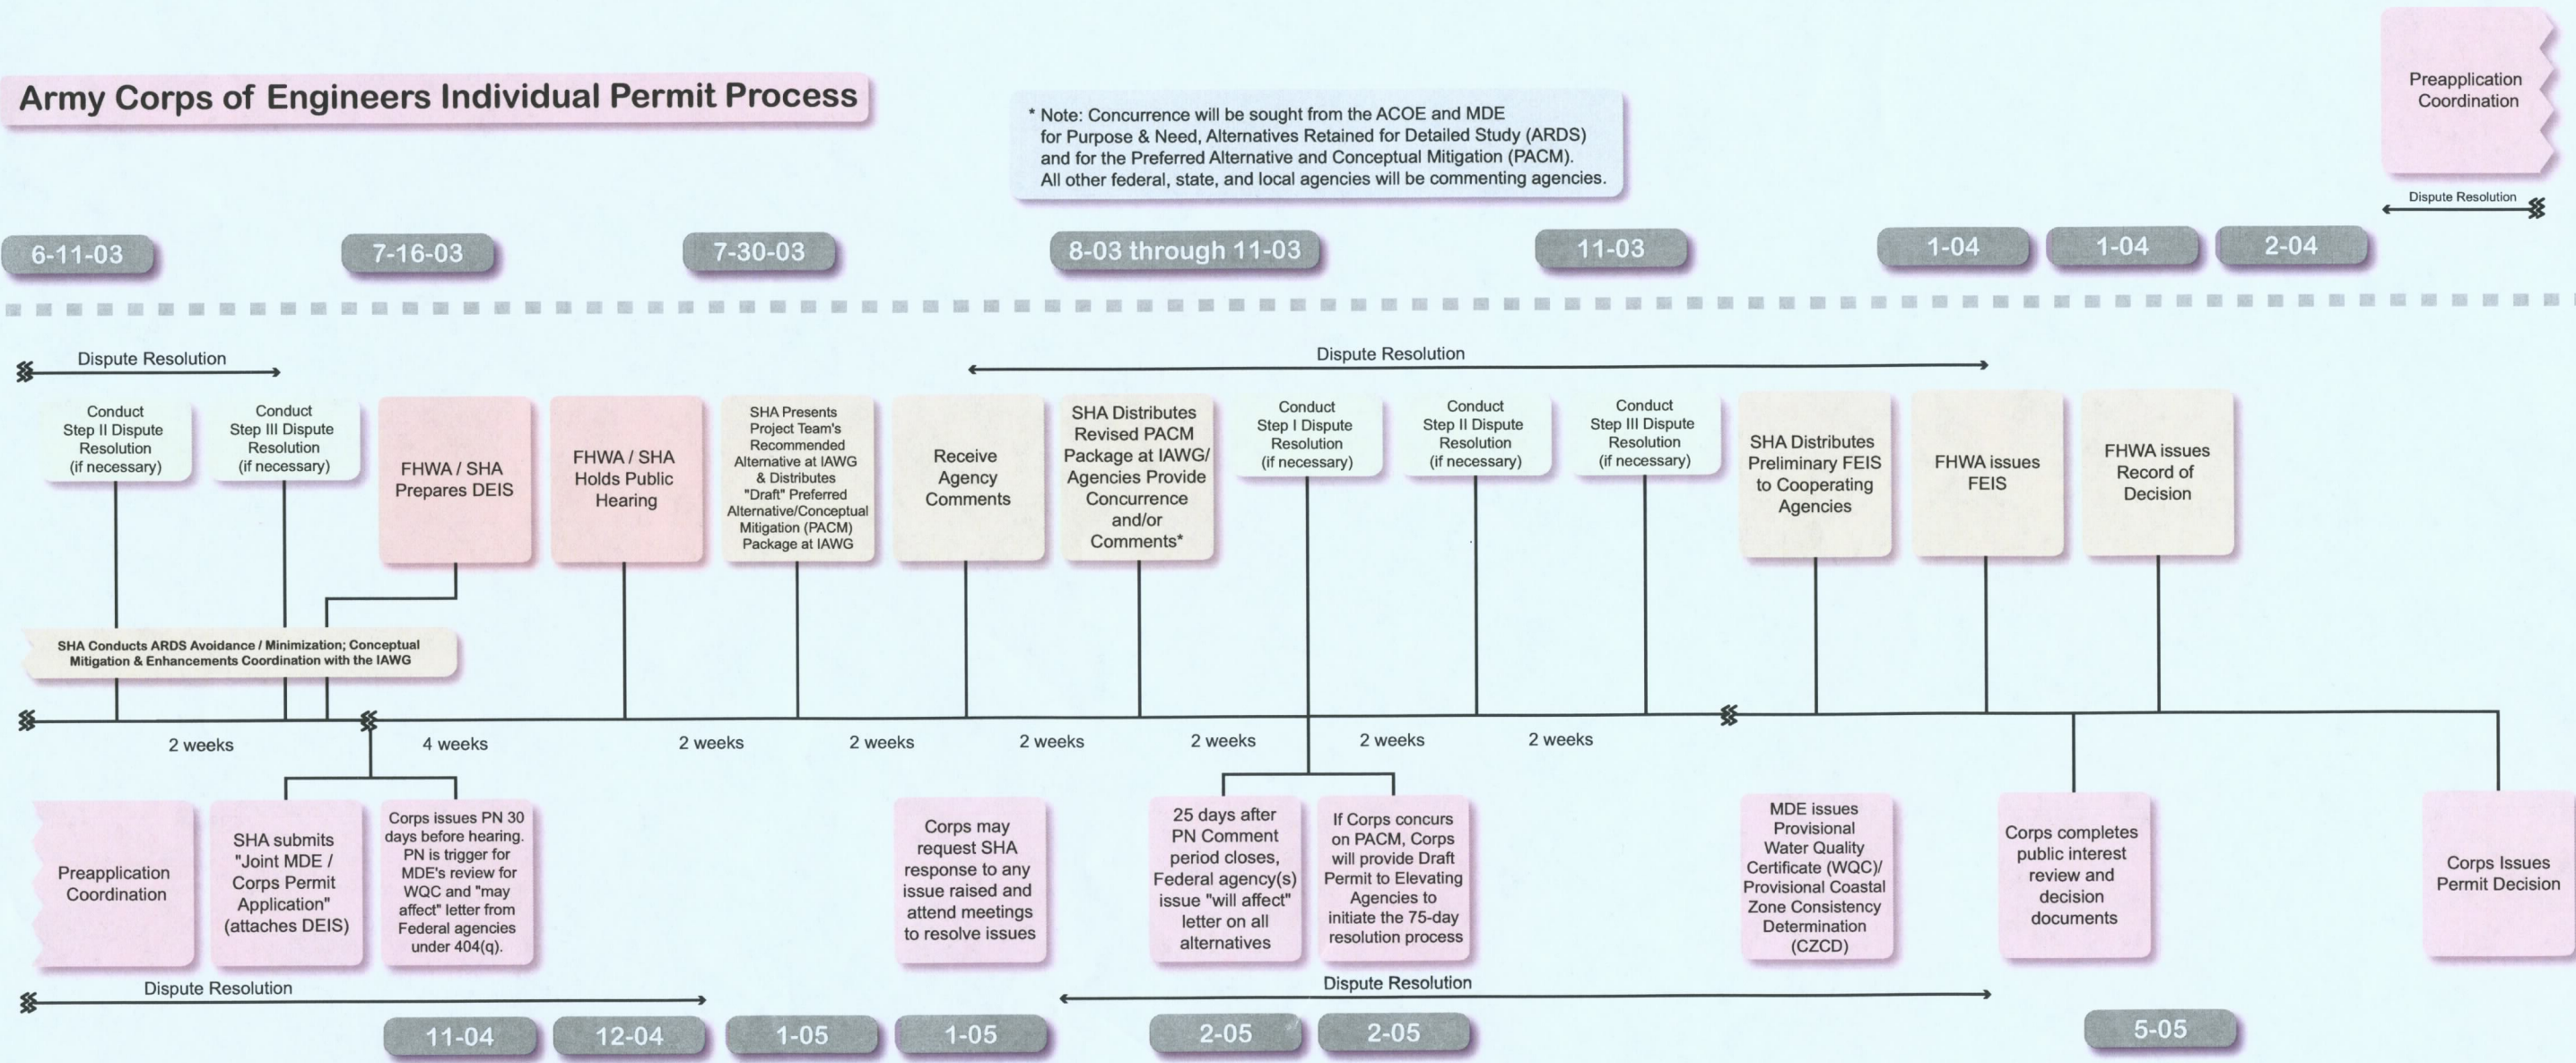 Army Corps of Engineers Individual Permit Process
* Note: Concurrence will be sought from the ACOE and MDE
for Purpose & Need, Alternatives Retained for Detailed Study (ARDS)
and for the Preferred Alternative and Conceptual Mitigation (PACM).
All other federal, state, and local agencies will be commenting agencies.
Preapplication
Coordination
Dispute Resolution
6-11-03
7-16-03
7-30-03
8-03 through 11-03
11-03
1-04
1-04
2-04
Dispute Resolution
Dispute Resolution
Conduct
Step II Dispute
Resolution
(if necessary)
Conduct
Step III Dispute
Resolution
(if necessary)
FHWA / SHA
Prepares DEIS
FHWA / SHA
Holds Public
Hearing
SHA Presents
Project Team's
Recommended
Alternative at IAWG
& Distributes
"Draft" Preferred
Alternative/Conceptual
Mitigation (PACM)
Package at IAWG
Receive
Agency
Comments
SHA Distributes
Revised PACM
Package at IAWG/
Agencies Provide
Concurrence
and/or
Comments*
Conduct
Step I Dispute
Resolution
(if necessary)
Conduct
Step II Dispute
Resolution
(if necessary)
Conduct
Step III Dispute
Resolution
(if necessary)
SHA Distributes
Preliminary FEIS
to Cooperating
Agencies
FHWA issues
FEIS
FHWA issues
Record of
Decision
SHA Conducts ARDS Avoidance / Minimization; Conceptual
Mitigation & Enhancements Coordination with the IAWG
2 weeks
4 weeks
2 weeks
2 weeks
2 weeks
2 weeks
2 weeks
2 weeks
Preapplication
Coordination
SHA submits
"Joint MDE /
Corps Permit
Application"
(attaches DEIS)
Corps issues PN 30
days before hearing.
PN is trigger for
MDE's review for
WQC and "may
affect" letter from
Federal agencies
under 404(q).
Corps may
request SHA
response to any
issue raised and
attend meetings
to resolve issues
25 days after
PN Comment
period closes,
Federal agency(s)
issue "will affect"
letter on all
alternatives
If Corps concurs
on PACM, Corps
will provide Draft
Permit to Elevating
Agencies to
initiate the 75-day
resolution process
MDE issues
Provisional
Water Quality
Certificate (WQC)/
Provisional Coastal
Zone Consistency
Determination
(CZCD)
Corps completes
public interest
review and
decision
documents
Corps Issues
Permit Decision
Dispute Resolution
Dispute Resolution
11-04
12-04
1-05
1-05
2-05
2-05
5-05